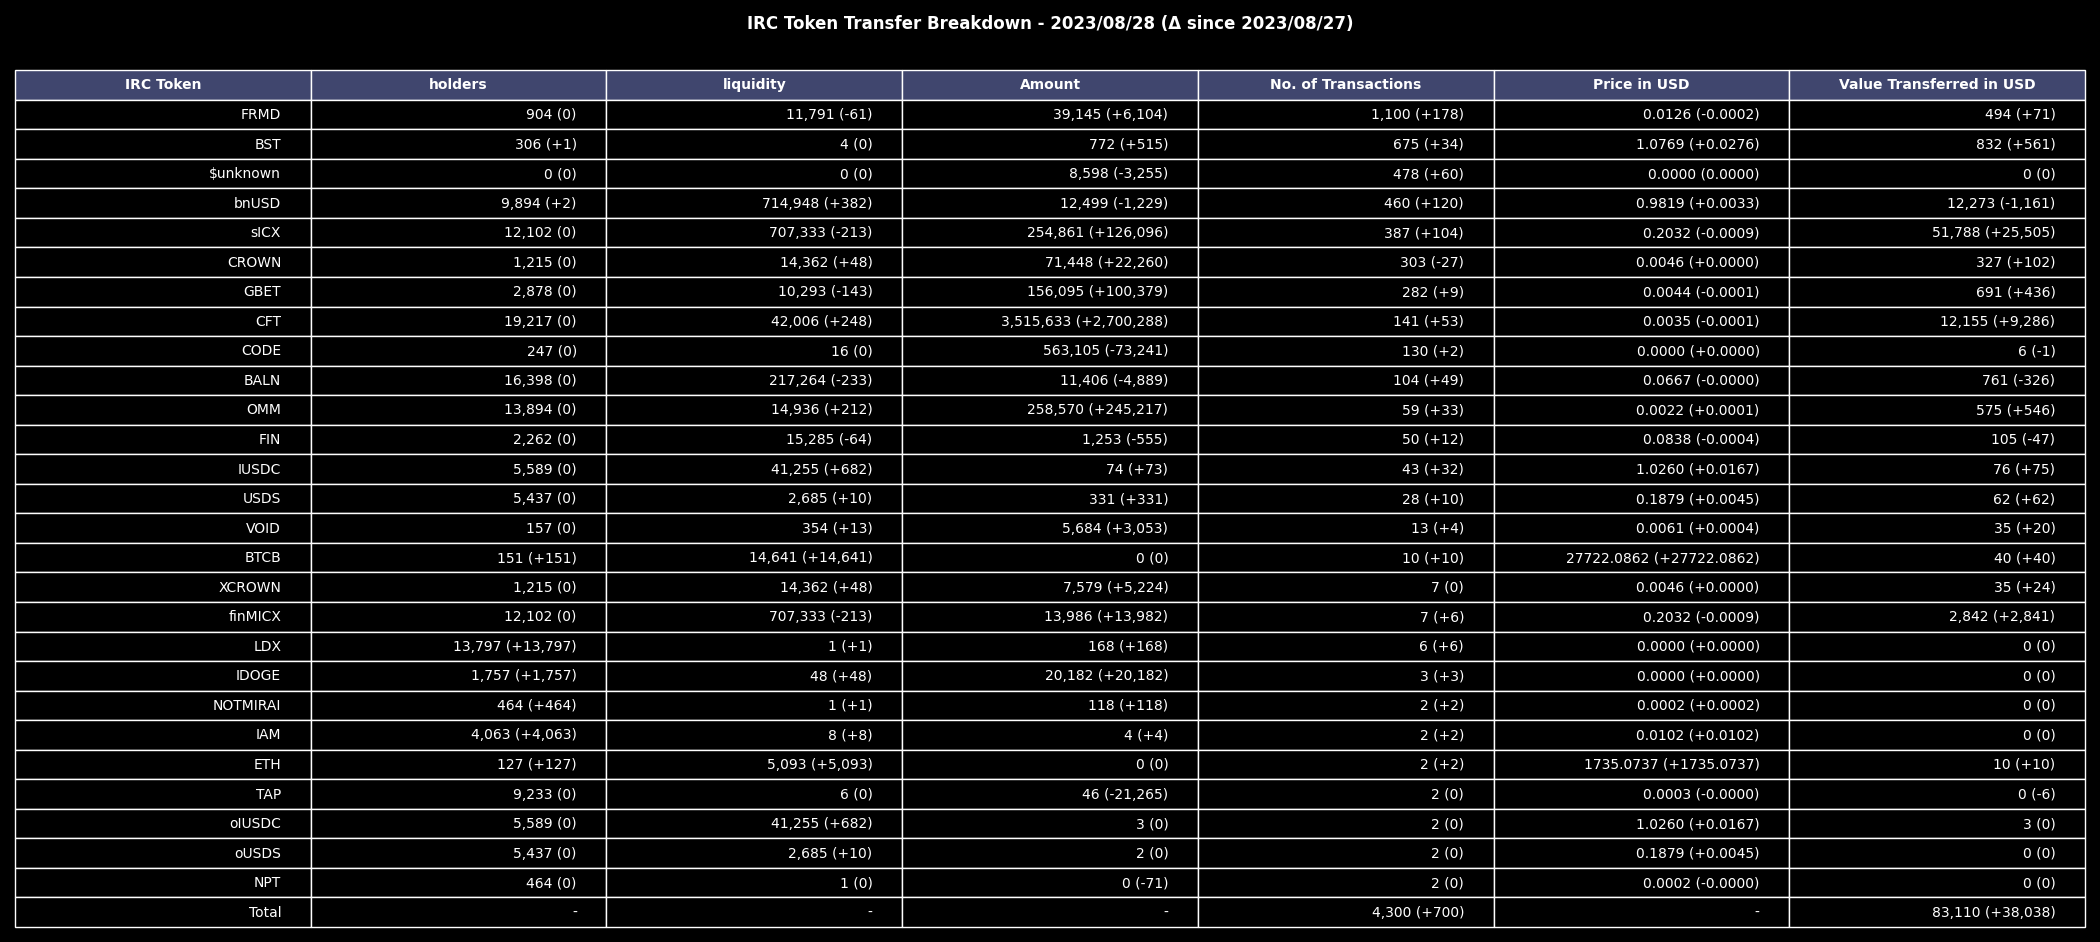 IRC Token Transfer Breakdown - 2023/08/28 (Δ since 2023/08/27)
IRC Token holders liquidity Amount No. of Transactions Price in USD Value Transferred in USD
FRMD 904 (0) 11,791 (-61) 39,145 (+6,104) 1,100 (+178) 0.0126 (-0.0002) 494 (+71)
BST 306 (+1) 4 (0) 772 (+515) 675 (+34) 1.0769 (+0.0276) 832 (+561)
$unknown 0 (0) 0 (0) 8,598 (-3,255) 478 (+60) 0.0000 (0.0000) 0 (0)
bnUSD 9,894 (+2) 714,948 (+382) 12,499 (-1,229) 460 (+120) 0.9819 (+0.0033) 12,273 (-1,161)
sICX 12,102 (0) 707,333 (-213) 254,861 (+126,096) 387 (+104) 0.2032 (-0.0009) 51,788 (+25,505)
CROWN 1,215 (0) 14,362 (+48) 71,448 (+22,260) 303 (-27) 0.0046 (+0.0000) 327 (+102)
GBET 2,878 (0) 10,293 (-143) 156,095 (+100,379) 282 (+9) 0.0044 (-0.0001) 691 (+436)
CFT 19,217 (0) 42,006 (+248) 3,515,633 (+2,700,288) 141 (+53) 0.0035 (-0.0001) 12,155 (+9,286)
CODE 247 (0) 16 (0) 563,105 (-73,241) 130 (+2) 0.0000 (+0.0000) 6 (-1)
BALN 16,398 (0) 217,264 (-233) 11,406 (-4,889) 104 (+49) 0.0667 (-0.0000) 761 (-326)
OMM 13,894 (0) 14,936 (+212) 258,570 (+245,217) 59 (+33) 0.0022 (+0.0001) 575 (+546)
FIN 2,262 (0) 15,285 (-64) 1,253 (-555) 50 (+12) 0.0838 (-0.0004) 105 (-47)
IUSDC 5,589 (0) 41,255 (+682) 74 (+73) 43 (+32) 1.0260 (+0.0167) 76 (+75)
USDS 5,437 (0) 2,685 (+10) 331 (+331) 28 (+10) 0.1879 (+0.0045) 62 (+62)
VOID 157 (0) 354 (+13) 5,684 (+3,053) 13 (+4) 0.0061 (+0.0004) 35 (+20)
BTCB 151 (+151) 14,641 (+14,641) 0 (0) 10 (+10) 27722.0862 (+27722.0862) 40 (+40)
XCROWN 1,215 (0) 14,362 (+48) 7,579 (+5,224) 7 (0) 0.0046 (+0.0000) 35 (+24)
finMICX 12,102 (0) 707,333 (-213) 13,986 (+13,982) 7 (+6) 0.2032 (-0.0009) 2,842 (+2,841)
LDX 13,797 (+13,797) 1 (+1) 168 (+168) 6 (+6) 0.0000 (+0.0000) 0 (0)
IDOGE 1,757 (+1,757) 48 (+48) 20,182 (+20,182) 3 (+3) 0.0000 (+0.0000) 0 (0)
NOTMIRAI 464 (+464) 1 (+1) 118 (+118) 2 (+2) 0.0002 (+0.0002) 0 (0)
IAM 4,063 (+4,063) 8 (+8) 4 (+4) 2 (+2) 0.0102 (+0.0102) 0 (0)
ETH 127 (+127) 5,093 (+5,093) 0 (0) 2 (+2) 1735.0737 (+1735.0737) 10 (+10)
TAP 9,233 (0) 6 (0) 46 (-21,265) 2 (0) 0.0003 (-0.0000) 0 (-6)
oIUSDC 5,589 (0) 41,255 (+682) 3 (0) 2 (0) 1.0260 (+0.0167) 3 (0)
oUSDS 5,437 (0) 2,685 (+10) 2 (0) 2 (0) 0.1879 (+0.0045) 0 (0)
NPT 464 (0) 1 (0) 0 (-71) 2 (0) 0.0002 (-0.0000) 0 (0)
Total - - - 4,300 (+700) - 83,110 (+38,038)